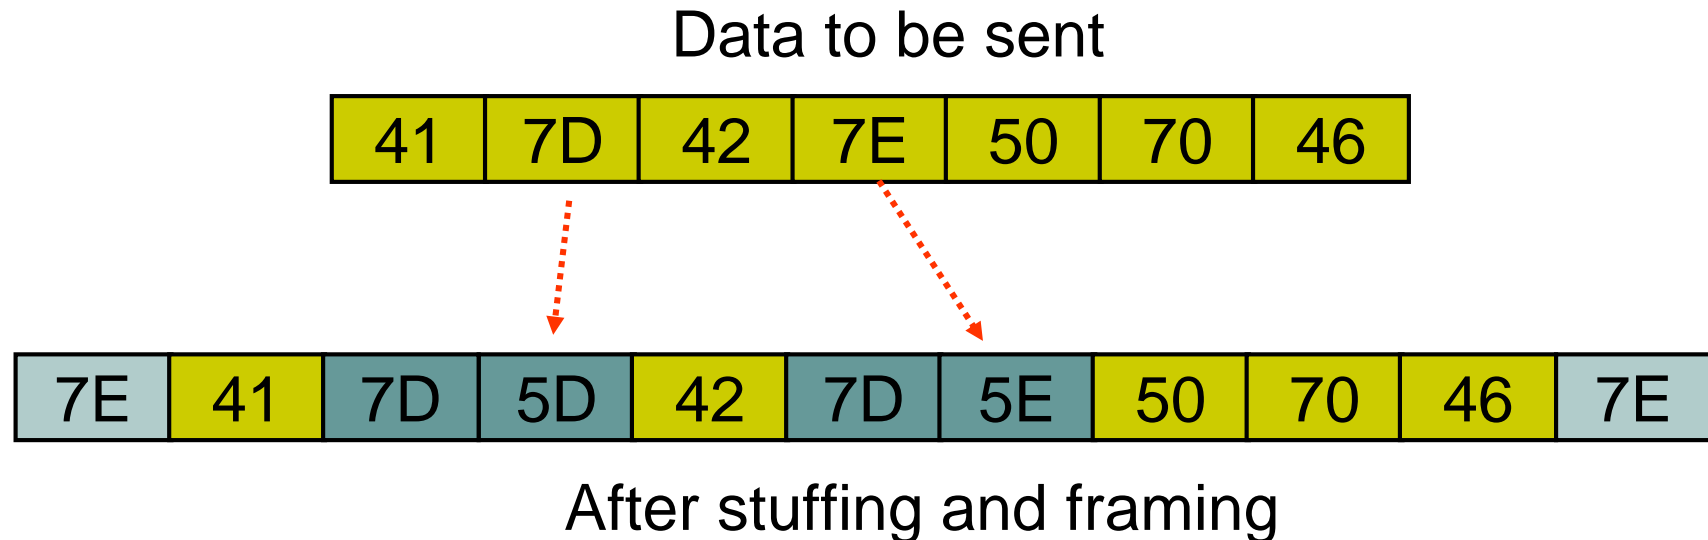 Data to be sent
41 7D 42 7E 50 70 46
7E 41 7D 5D 42 7D 5E 50 70 46 7E
After stuffing and framing